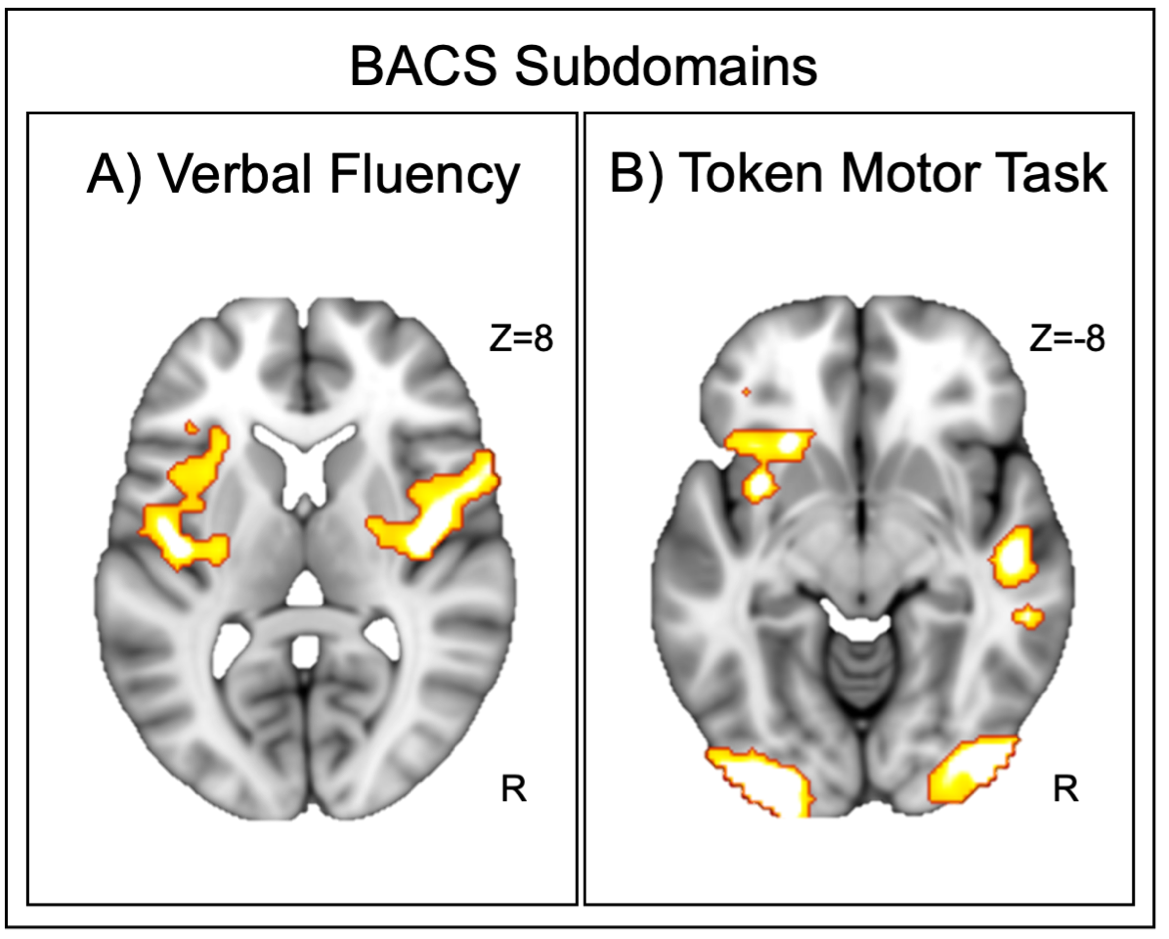 BACS Subdomains
A) Verbal Fluency
Z=8
R
B) Token Motor Task
Z=-8
R